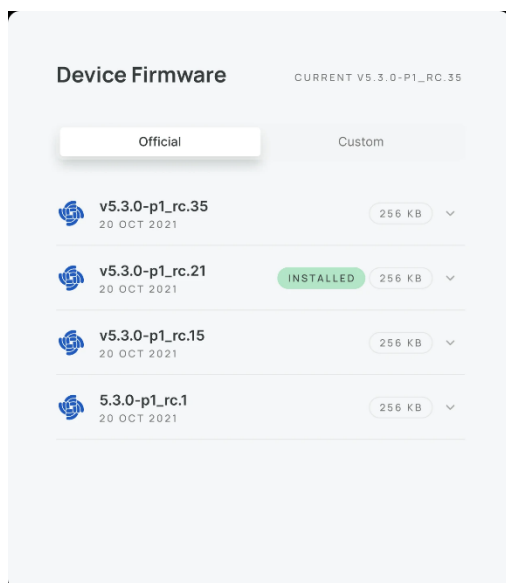 Device Firmware
CURRENT V5.3.0-P1_RC.35
Official
Custom
v5.3.0-p1_rc.35
256 KB
20 OCT 2021
v5.3.0-p1_rc.21
INSTALLED
256 KB
20 OCT 2021
v5.3.0-p1_rc.15
256 KB
20 OCT 2021
5.3.0-p1_rc.1
256 KB
20 OCT 2021